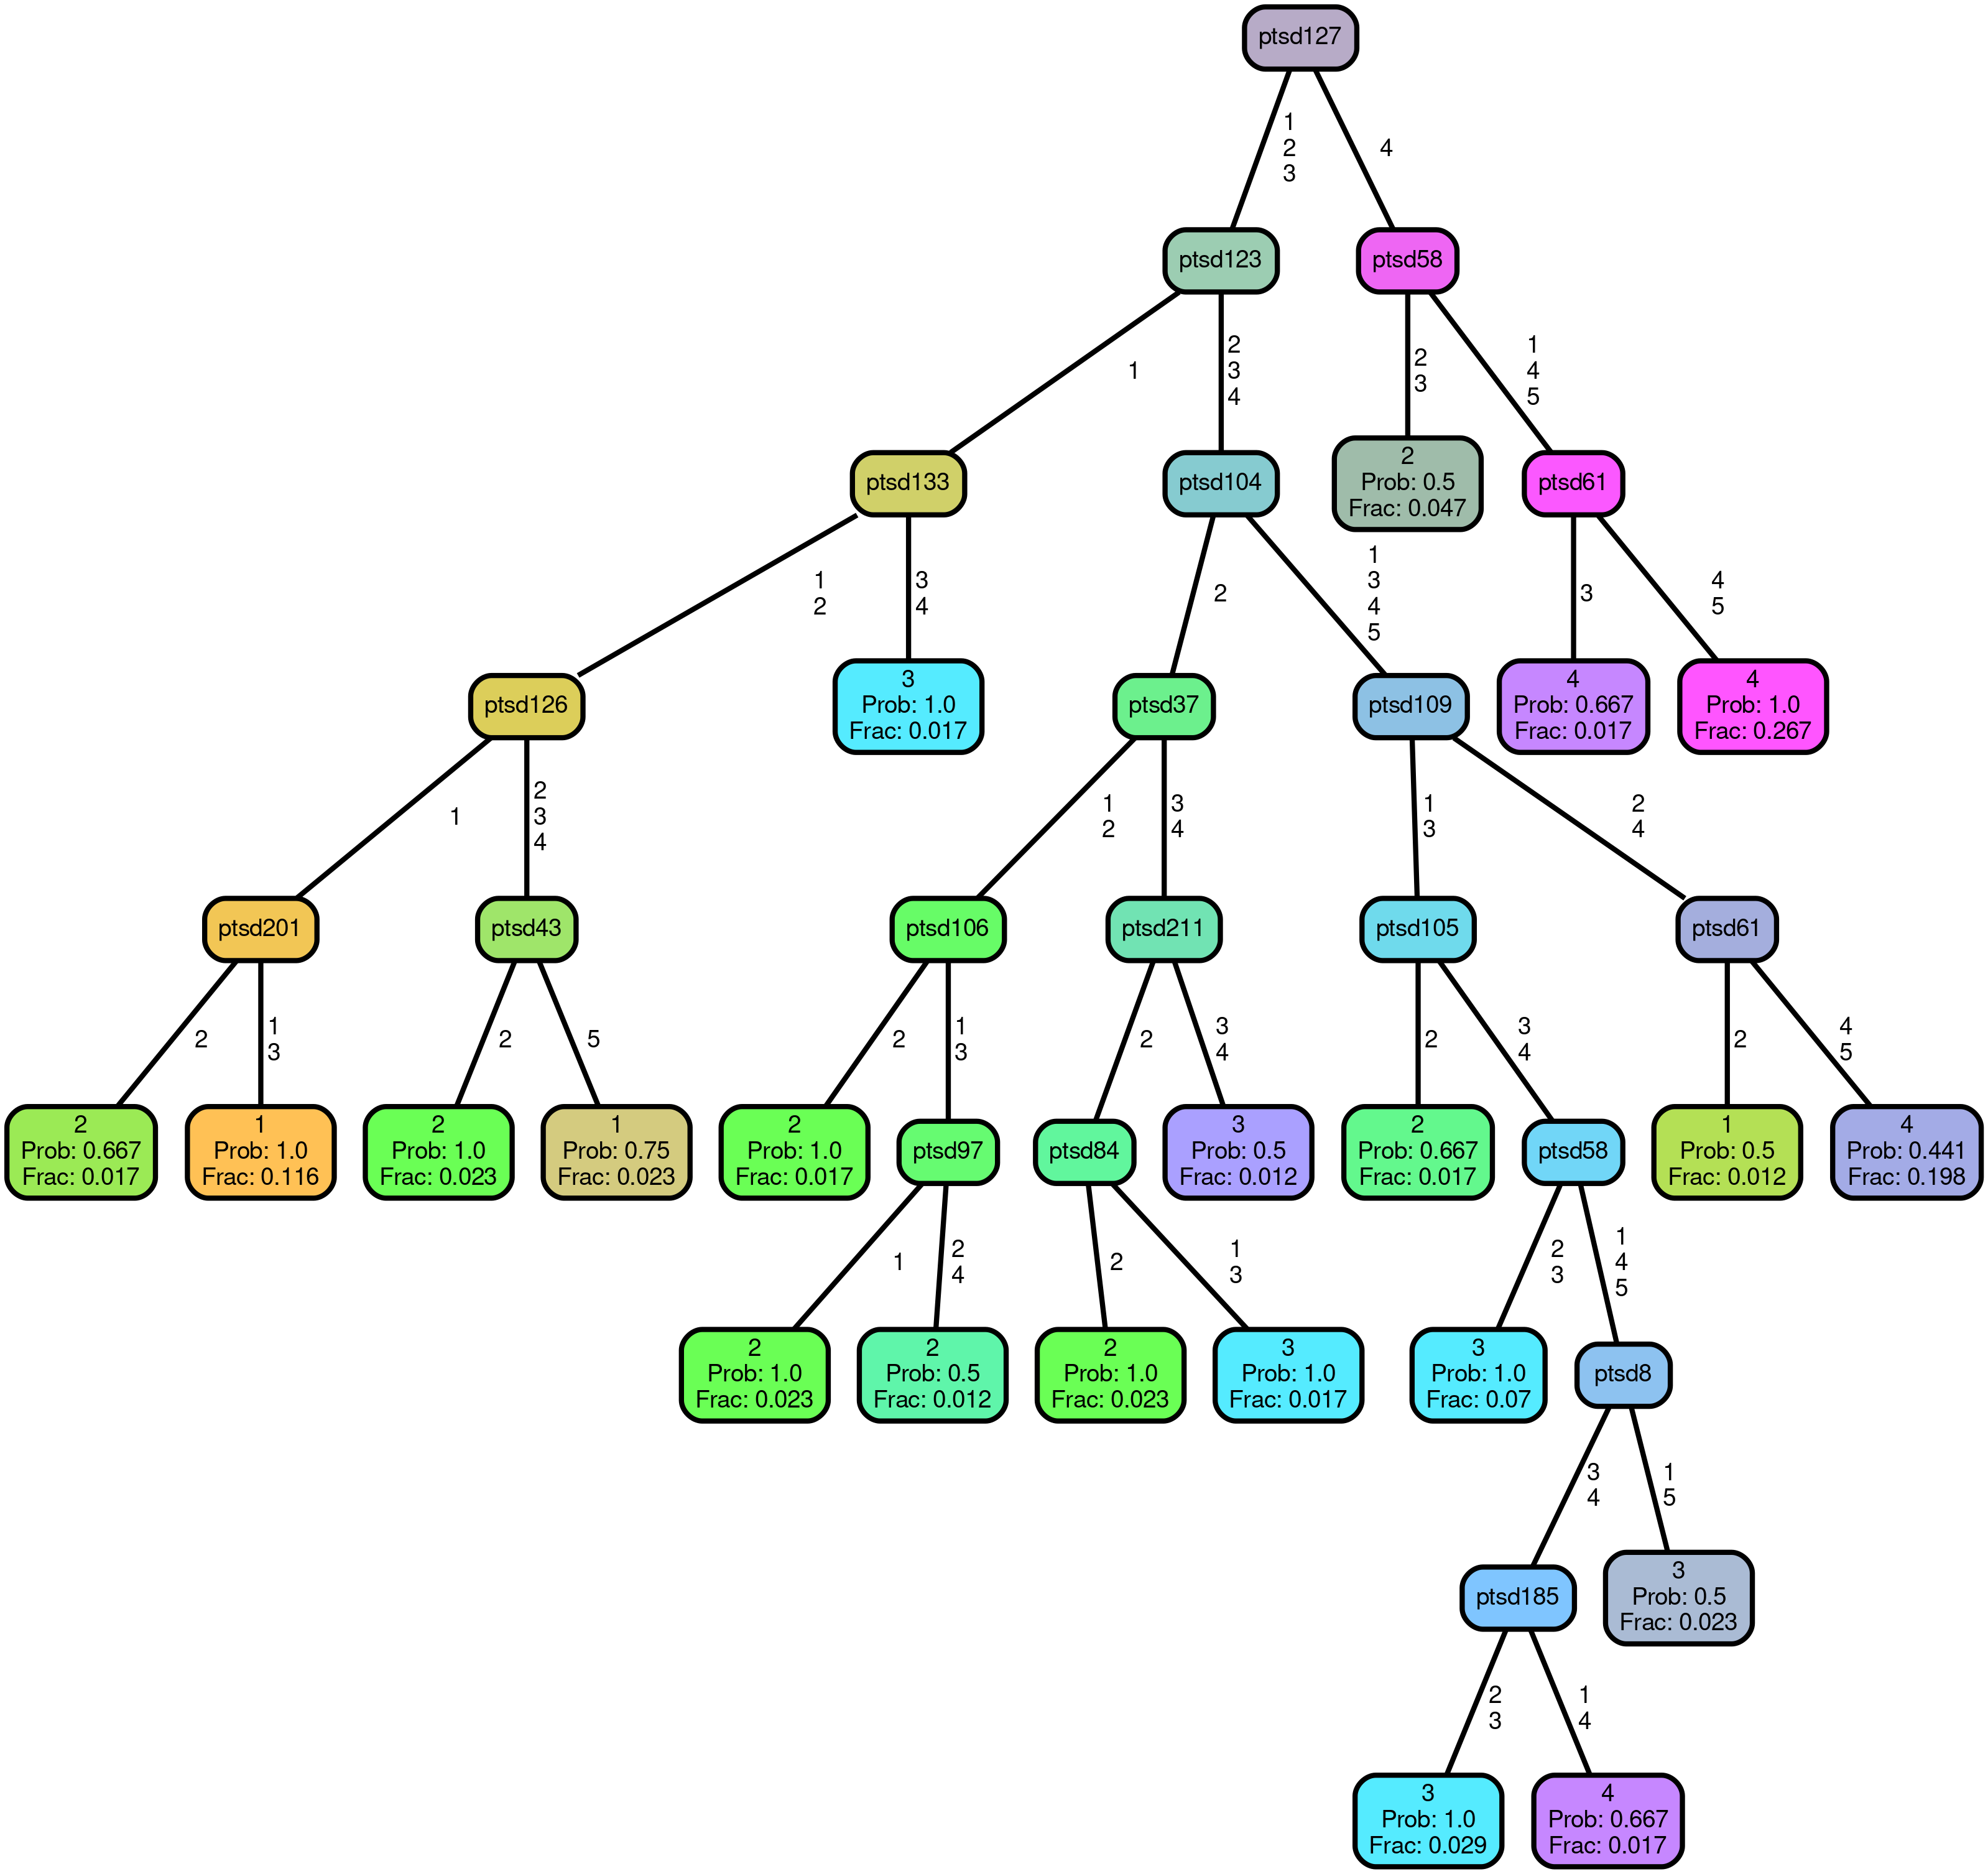 ptsd127
1
2
3
4
ptsd123
ptsd58
1
2
3
4
2
3
1
4
5
ptsd133
ptsd104
2
Prob: 0.5
Frac: 0.047
ptsd61
1
2
3
4
2
1
3
4
5
3
4
5
ptsd126
3
Prob: 1.0
Frac: 0.017
ptsd37
ptsd109
4
Prob: 0.667
Frac: 0.017
4
Prob: 1.0
Frac: 0.267
1
2
3
4
1
2
3
4
1
3
2
4
ptsd201
ptsd43
ptsd106
ptsd211
ptsd105
ptsd61
2
1
3
2
5
2
1
3
2
3
4
2
3
4
2
4
5
2
Prob: 0.667
Frac: 0.017
1
Prob: 1.0
Frac: 0.116
2
Prob: 1.0
Frac: 0.023
1
Prob: 0.75
Frac: 0.023
2
Prob: 1.0
Frac: 0.017
ptsd97
ptsd84
3
Prob: 0.5
Frac: 0.012
2
Prob: 0.667
Frac: 0.017
ptsd58
1
Prob: 0.5
Frac: 0.012
4
Prob: 0.441
Frac: 0.198
1
2
4
2
1
3
2
3
1
4
5
2
Prob: 1.0
Frac: 0.023
2
Prob: 0.5
Frac: 0.012
2
Prob: 1.0
Frac: 0.023
3
Prob: 1.0
Frac: 0.017
3
Prob: 1.0
Frac: 0.07
ptsd8
3
4
1
5
ptsd185
3
Prob: 0.5
Frac: 0.023
2
3
1
4
3
Prob: 1.0
Frac: 0.029
4
Prob: 0.667
Frac: 0.017